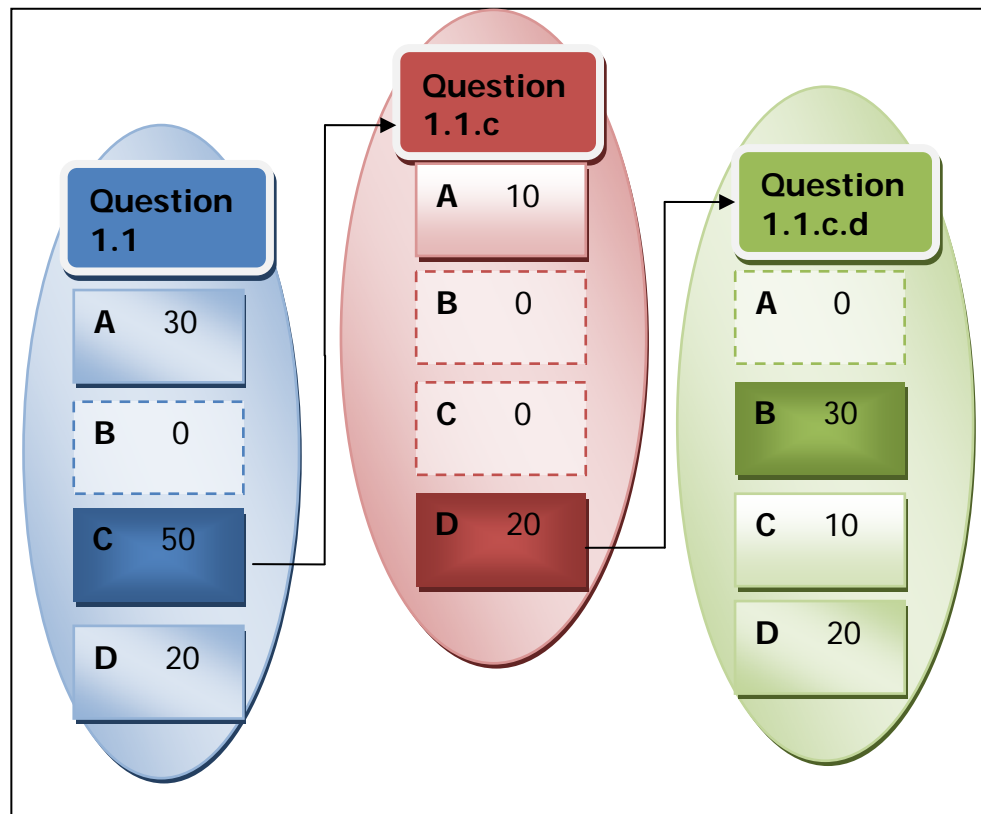 Question
1.1
A 30
B 0
C 50
D 20
Question
1.1.c
A 10
B 0
C 0
D 20
Question
1.1.c.d
A 0
B 30
C 10
D 20